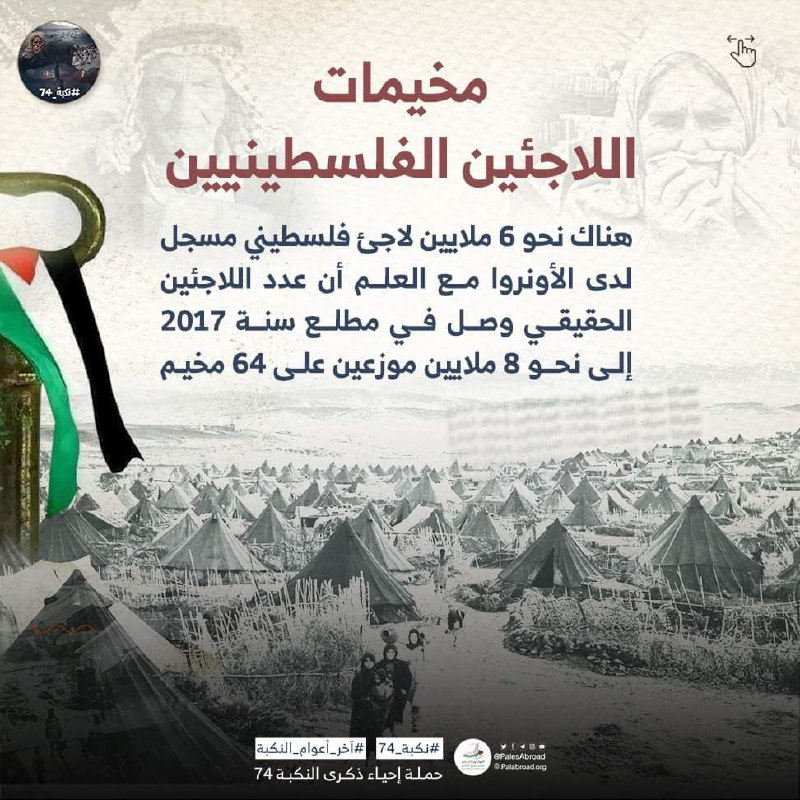 #نكبة_74
مخيمات
اللاجئين الفلسطينيين
هناك نحو 6 ملايين لاجئ فلسطيني مسجل
لدى الأونروا مع العلم أن عدد اللاجئين
الحقيقي وصل في مطلع سنة 2017
إلى نحو 8 ملايين موزعين على 64 مخيم
#نكبة_74 #آخر_أعوام_النكبة
حملة إحياء ذكرى النكبة 74
@PalesAbroad
Palabroad.org